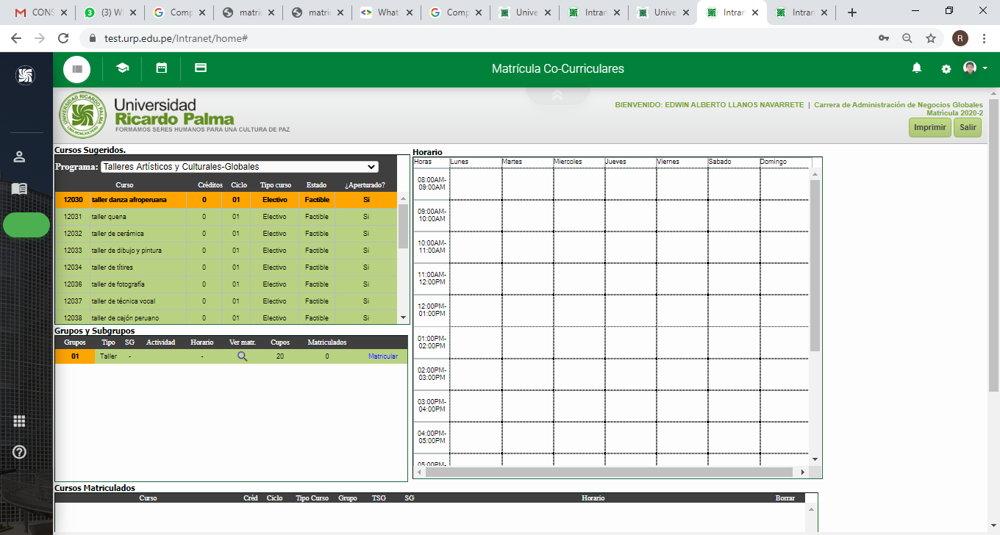 CONS
3
(3) W
Comp
matri
matri
What
Comp
Unive
Intran
Unive
Intran
Intran
test.urp.edu.pe/Intranet/home#
R
Matrícula Co-Curriculares
UNIVERSIDAD RICARDO PALMA
Universidad
Ricardo Palma
FORMAMOS SERES HUMANOS PARA UNA CULTURA DE PAZ
BIENVENIDO: EDWIN ALBERTO LLANOS NAVARRETE | Carrera de Administración de Negocios Globales
Matricula 2020-2
Imprimir Salir
Cursos Sugeridos.
Programa: Talleres Artísticos y Culturales-Globales
Curso Créditos Ciclo Tipo curso Estado ¿Aperturado?
12030 taller danza afroperuana 0 01 Electivo Factible Si
12031 taller quena 0 01 Electivo Factible Si
12032 taller de cerámica 0 01 Electivo Factible Si
12033 taller de dibujo y pintura 0 01 Electivo Factible Si
12034 taller de títires 0 01 Electivo Factible Si
12036 taller de fotografía 0 01 Electivo Factible Si
12037 taller de técnica vocal 0 01 Electivo Factible Si
12038 taller de cajón peruano 0 01 Electivo Factible Si
Grupos y Subgrupos
Grupos Tipo SG Actividad Horario Ver matr. Cupos Matriculados
01 Taller - - 20 0 Matricular
Horario
Horas Lunes Martes Miercoles Jueves Viernes Sabado Domingo
08:00AM-
09:00AM
09:00AM-
10:00AM
10:00AM-
11:00AM
11:00AM-
12:00PM
12:00PM-
01:00PM
01:00PM-
02:00PM
02:00PM-
03:00PM
03:00PM-
04:00PM
04:00PM-
05:00PM
05:00PM-
Cursos Matriculados
Curso Créd Ciclo Tipo Curso Grupo TSG SG Horario Borrar